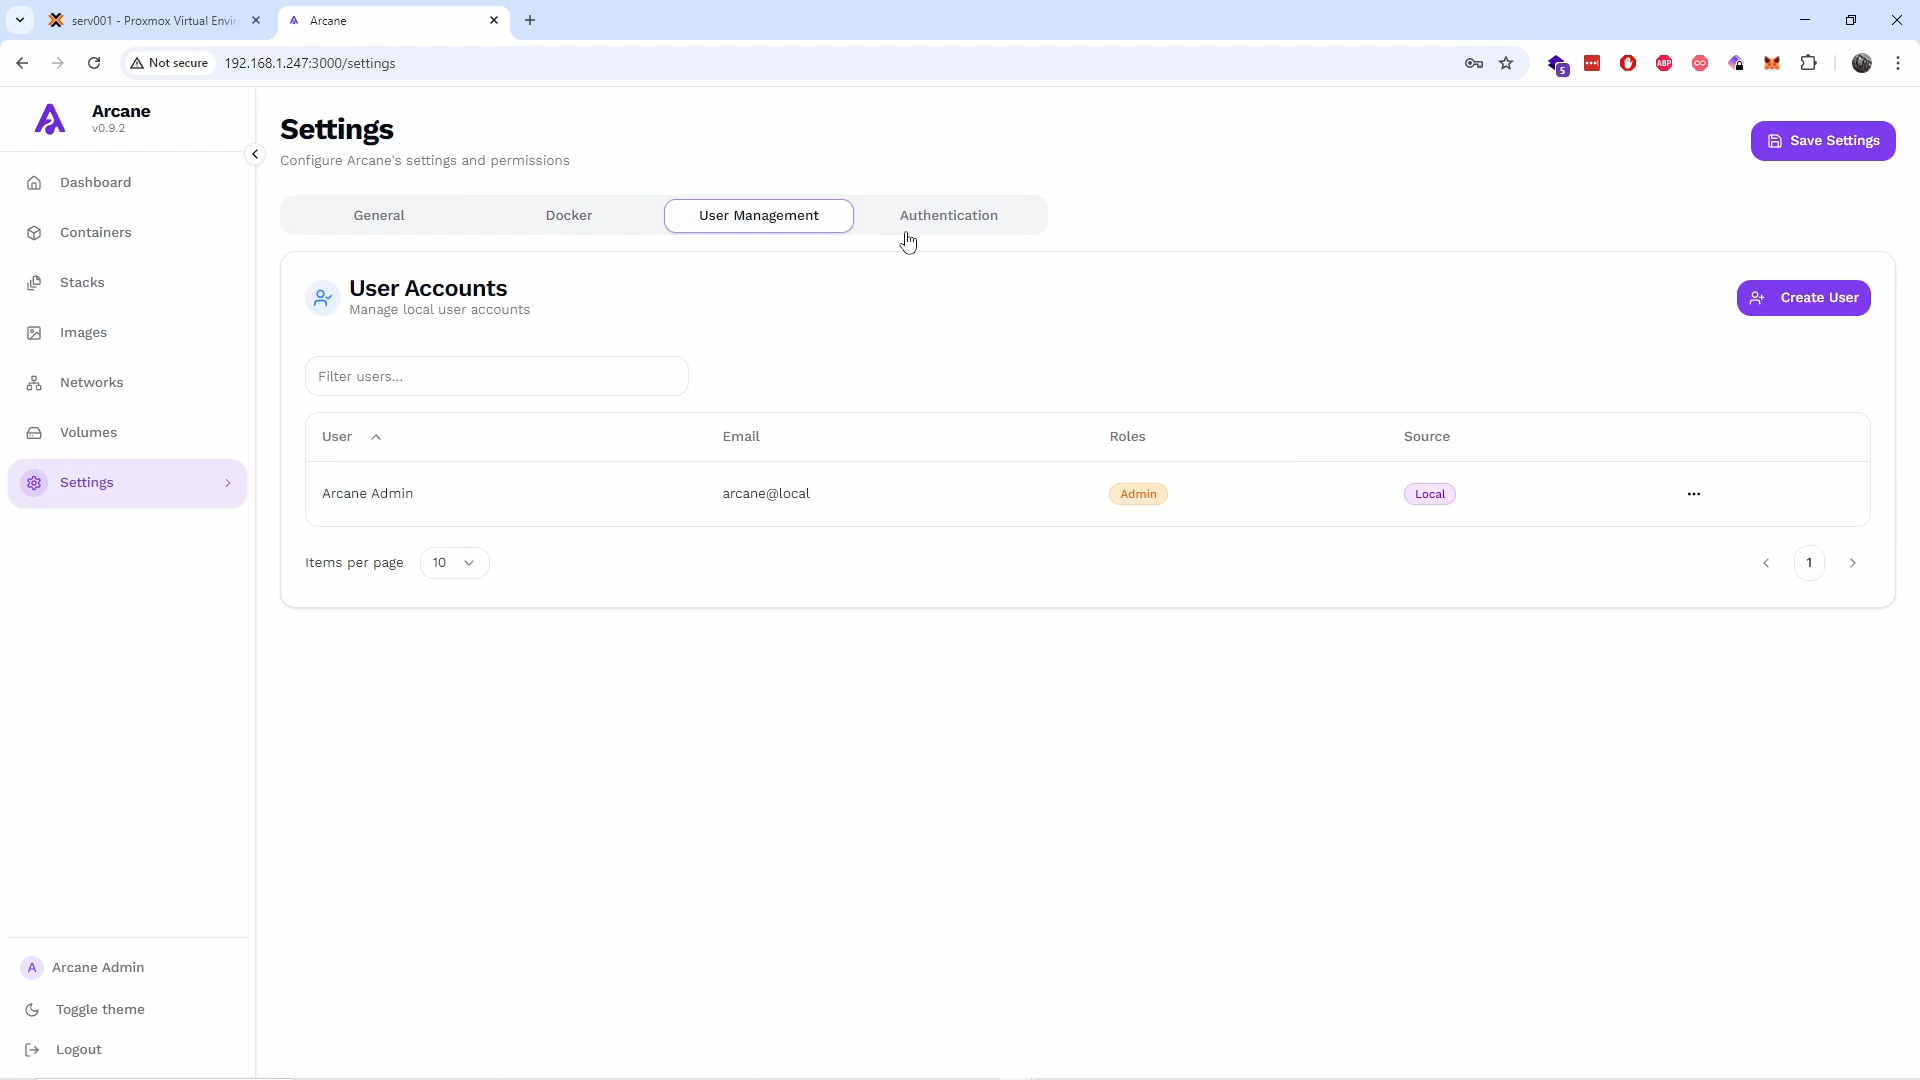 serv001 - Proxmox Virtual Envir
Arcane
Not secure
192.168.1.247:3000/settings
5
ABP
Arcane
v0.9.2
Dashboard
Containers
Stacks
Images
Networks
Volumes
Settings
A
Arcane Admin
Toggle theme
Logout
Settings
Configure Arcane's settings and permissions
Save Settings
General
Docker
User Management
Authentication
User Accounts
Manage local user accounts
Create User
Filter users...
User
Email
Roles
Source
Arcane Admin
arcane@local
Admin
Local
Items per page
10
1